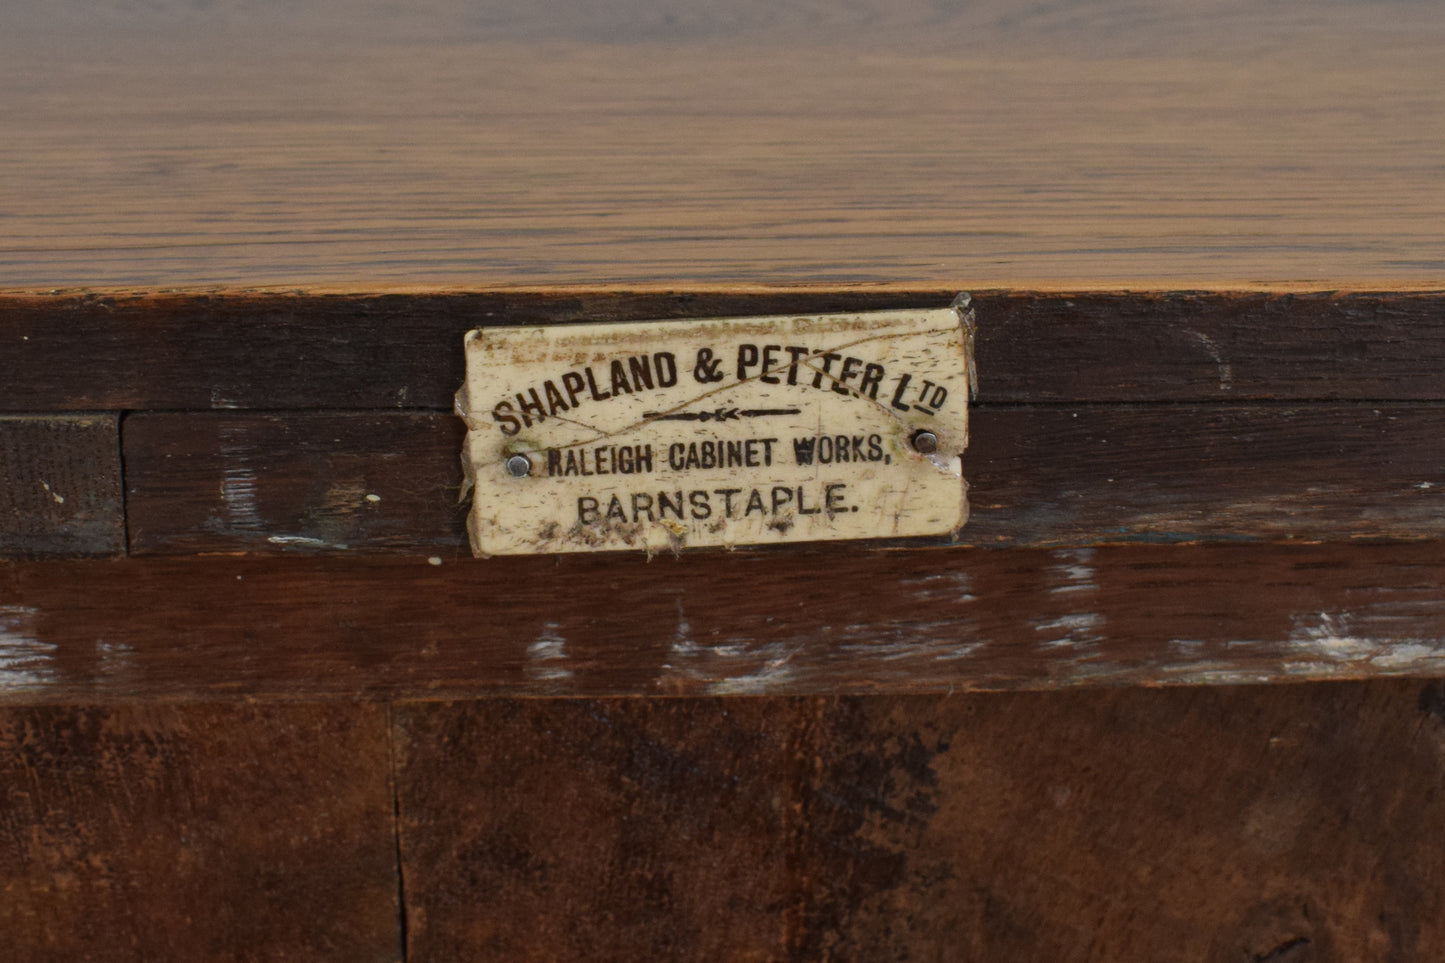 SHAPLAND & PETTER LTD
RALEIGH CABINET WORKS,
BARNSTAPLE.